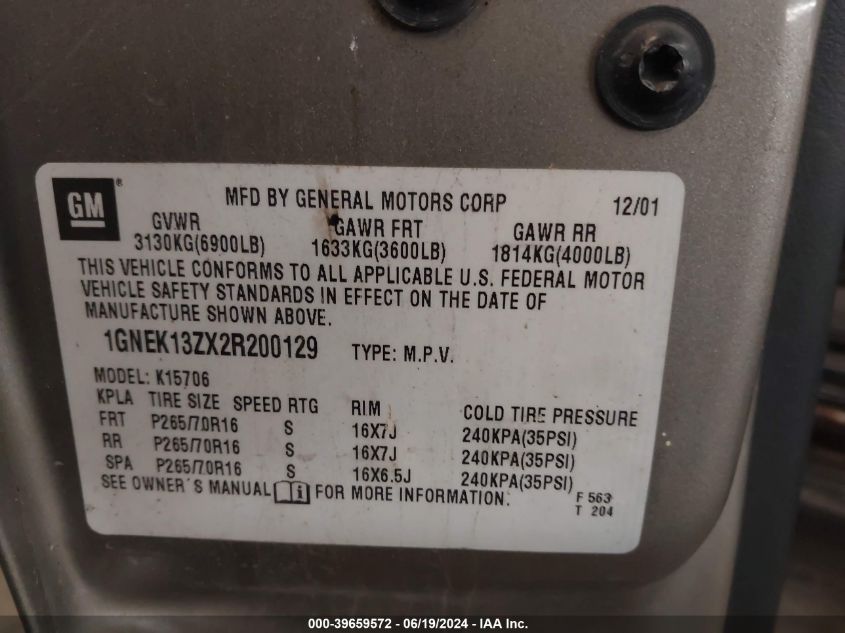 GM ® MFD BY GENERAL MOTORS CORP 12/01
GVWR GAWR FRT GAWR RR
3130KG(6900LB) 1633KG(3600LB) 1814KG(4000LB)
THIS VEHICLE CONFORMS TO ALL APPLICABLE U.S. FEDERAL MOTOR
VEHICLE SAFETY STANDARDS IN EFFECT ON THE DATE OF
MANUFACTURE SHOWN ABOVE.
1GNEK13ZX2R200129 TYPE: M.P.V.
MODEL: K15706
KPLA TIRE SIZE SPEED RTG RIM COLD TIRE PRESSURE
FRT P265/70R16 S 16X7J 240KPA(35PSI)
RR P265/70R16 S 16X7J 240KPA(35PSI)
SPA P265/70R16 S 16X6.5J 240KPA(35PSI)
SEE OWNER'S MANUAL i FOR MORE INFORMATION. F 563
T 204
000-39659572 / 06/19/2024 - IAA Inc.